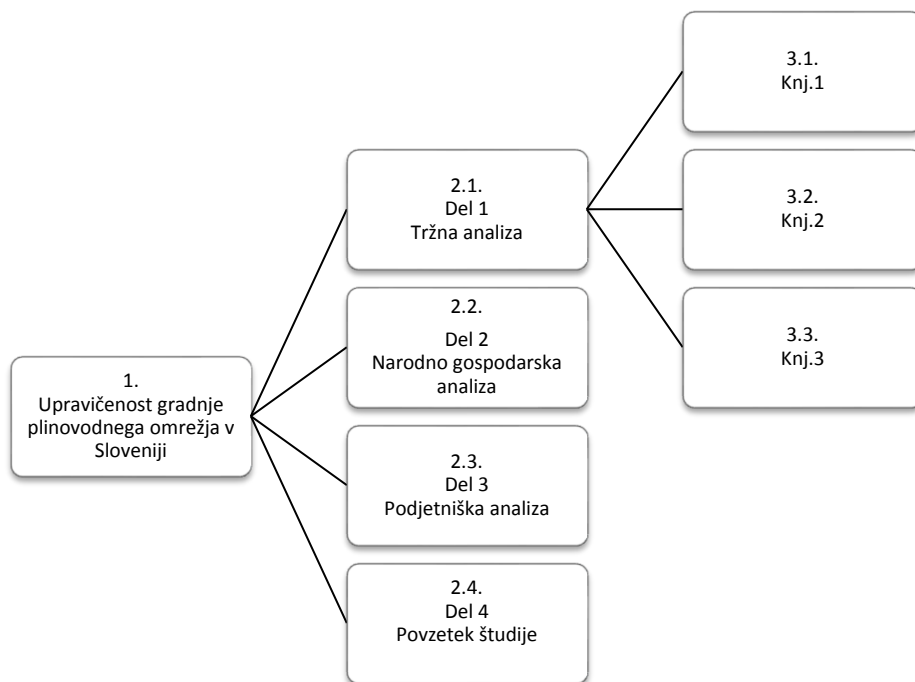 1.
Upravičenost gradnje
plinovodnega omrežja v
Sloveniji
2.1.
Del 1
Tržna analiza
2.2.
Del 2
Narodno gospodarska
analiza
2.3.
Del 3
Podjetniška analiza
2.4.
Del 4
Povzetek študije
3.1.
Knj.1
3.2.
Knj.2
3.3.
Knj.3